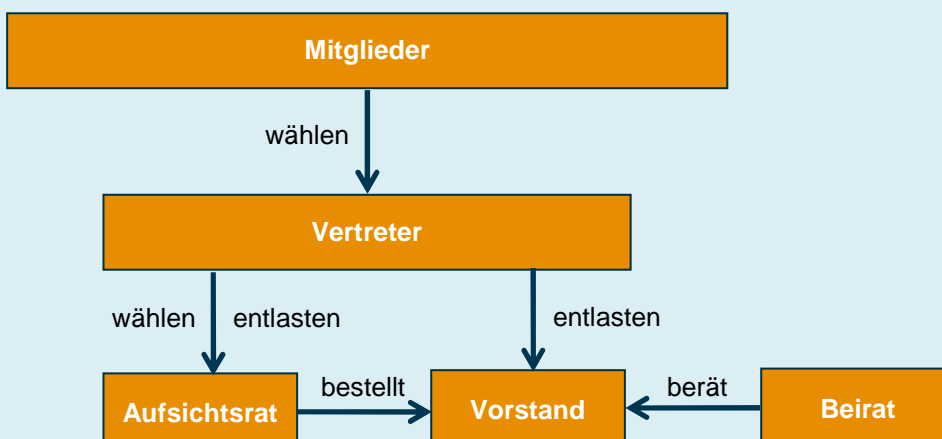 Mitglieder
wählen
Vertreter
wählen entlasten
entlasten
Aufsichtsrat
bestellt
Vorstand
berät
Beirat